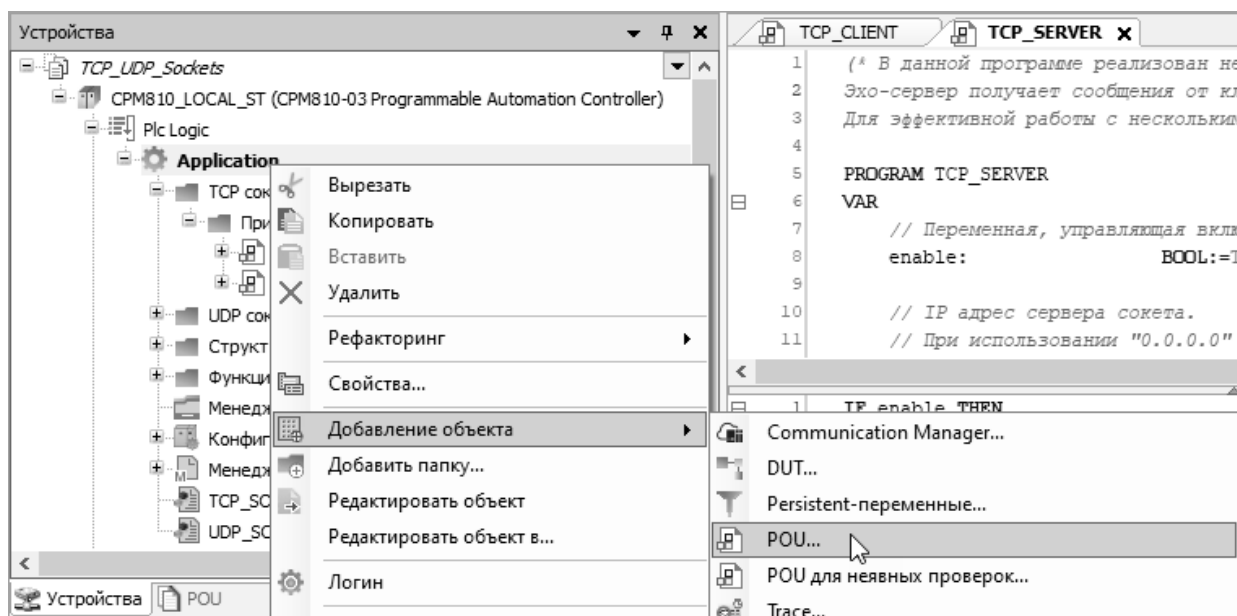 Устройства
TCP_UDP_Sockets
CPM810_LOCAL_ST (CPM810-03 Programmable Automation Controller)
Plc Logic
Application
TCP сок
При
UDP сок
Структ
Функци
Менедж
Конфиг
Менедж
TCP_SO
UDP_SO
Устройства
POU
Вырезать
Копировать
Вставить
Удалить
Рефакторинг
Свойства...
Добавление объекта
Добавить папку...
Редактировать объект
Редактировать объект в...
Логин
TCP_CLIENT
TCP_SERVER
1 (* В данной программе реализован не
2 Эхо-сервер получает сообщения от кл
3 Для эффективной работы с нескольким
4
5 PROGRAM TCP_SERVER
6 VAR
7 // Переменная, управляющая вклю
8 enable: BOOL:=T
9
10 // IP адрес сервера сокета.
11 // При использовании "0.0.0.0"
1 IF enable THEN
Communication Manager...
DUT...
Persistent-переменные...
POU...
POU для неявных проверок...
Trace...